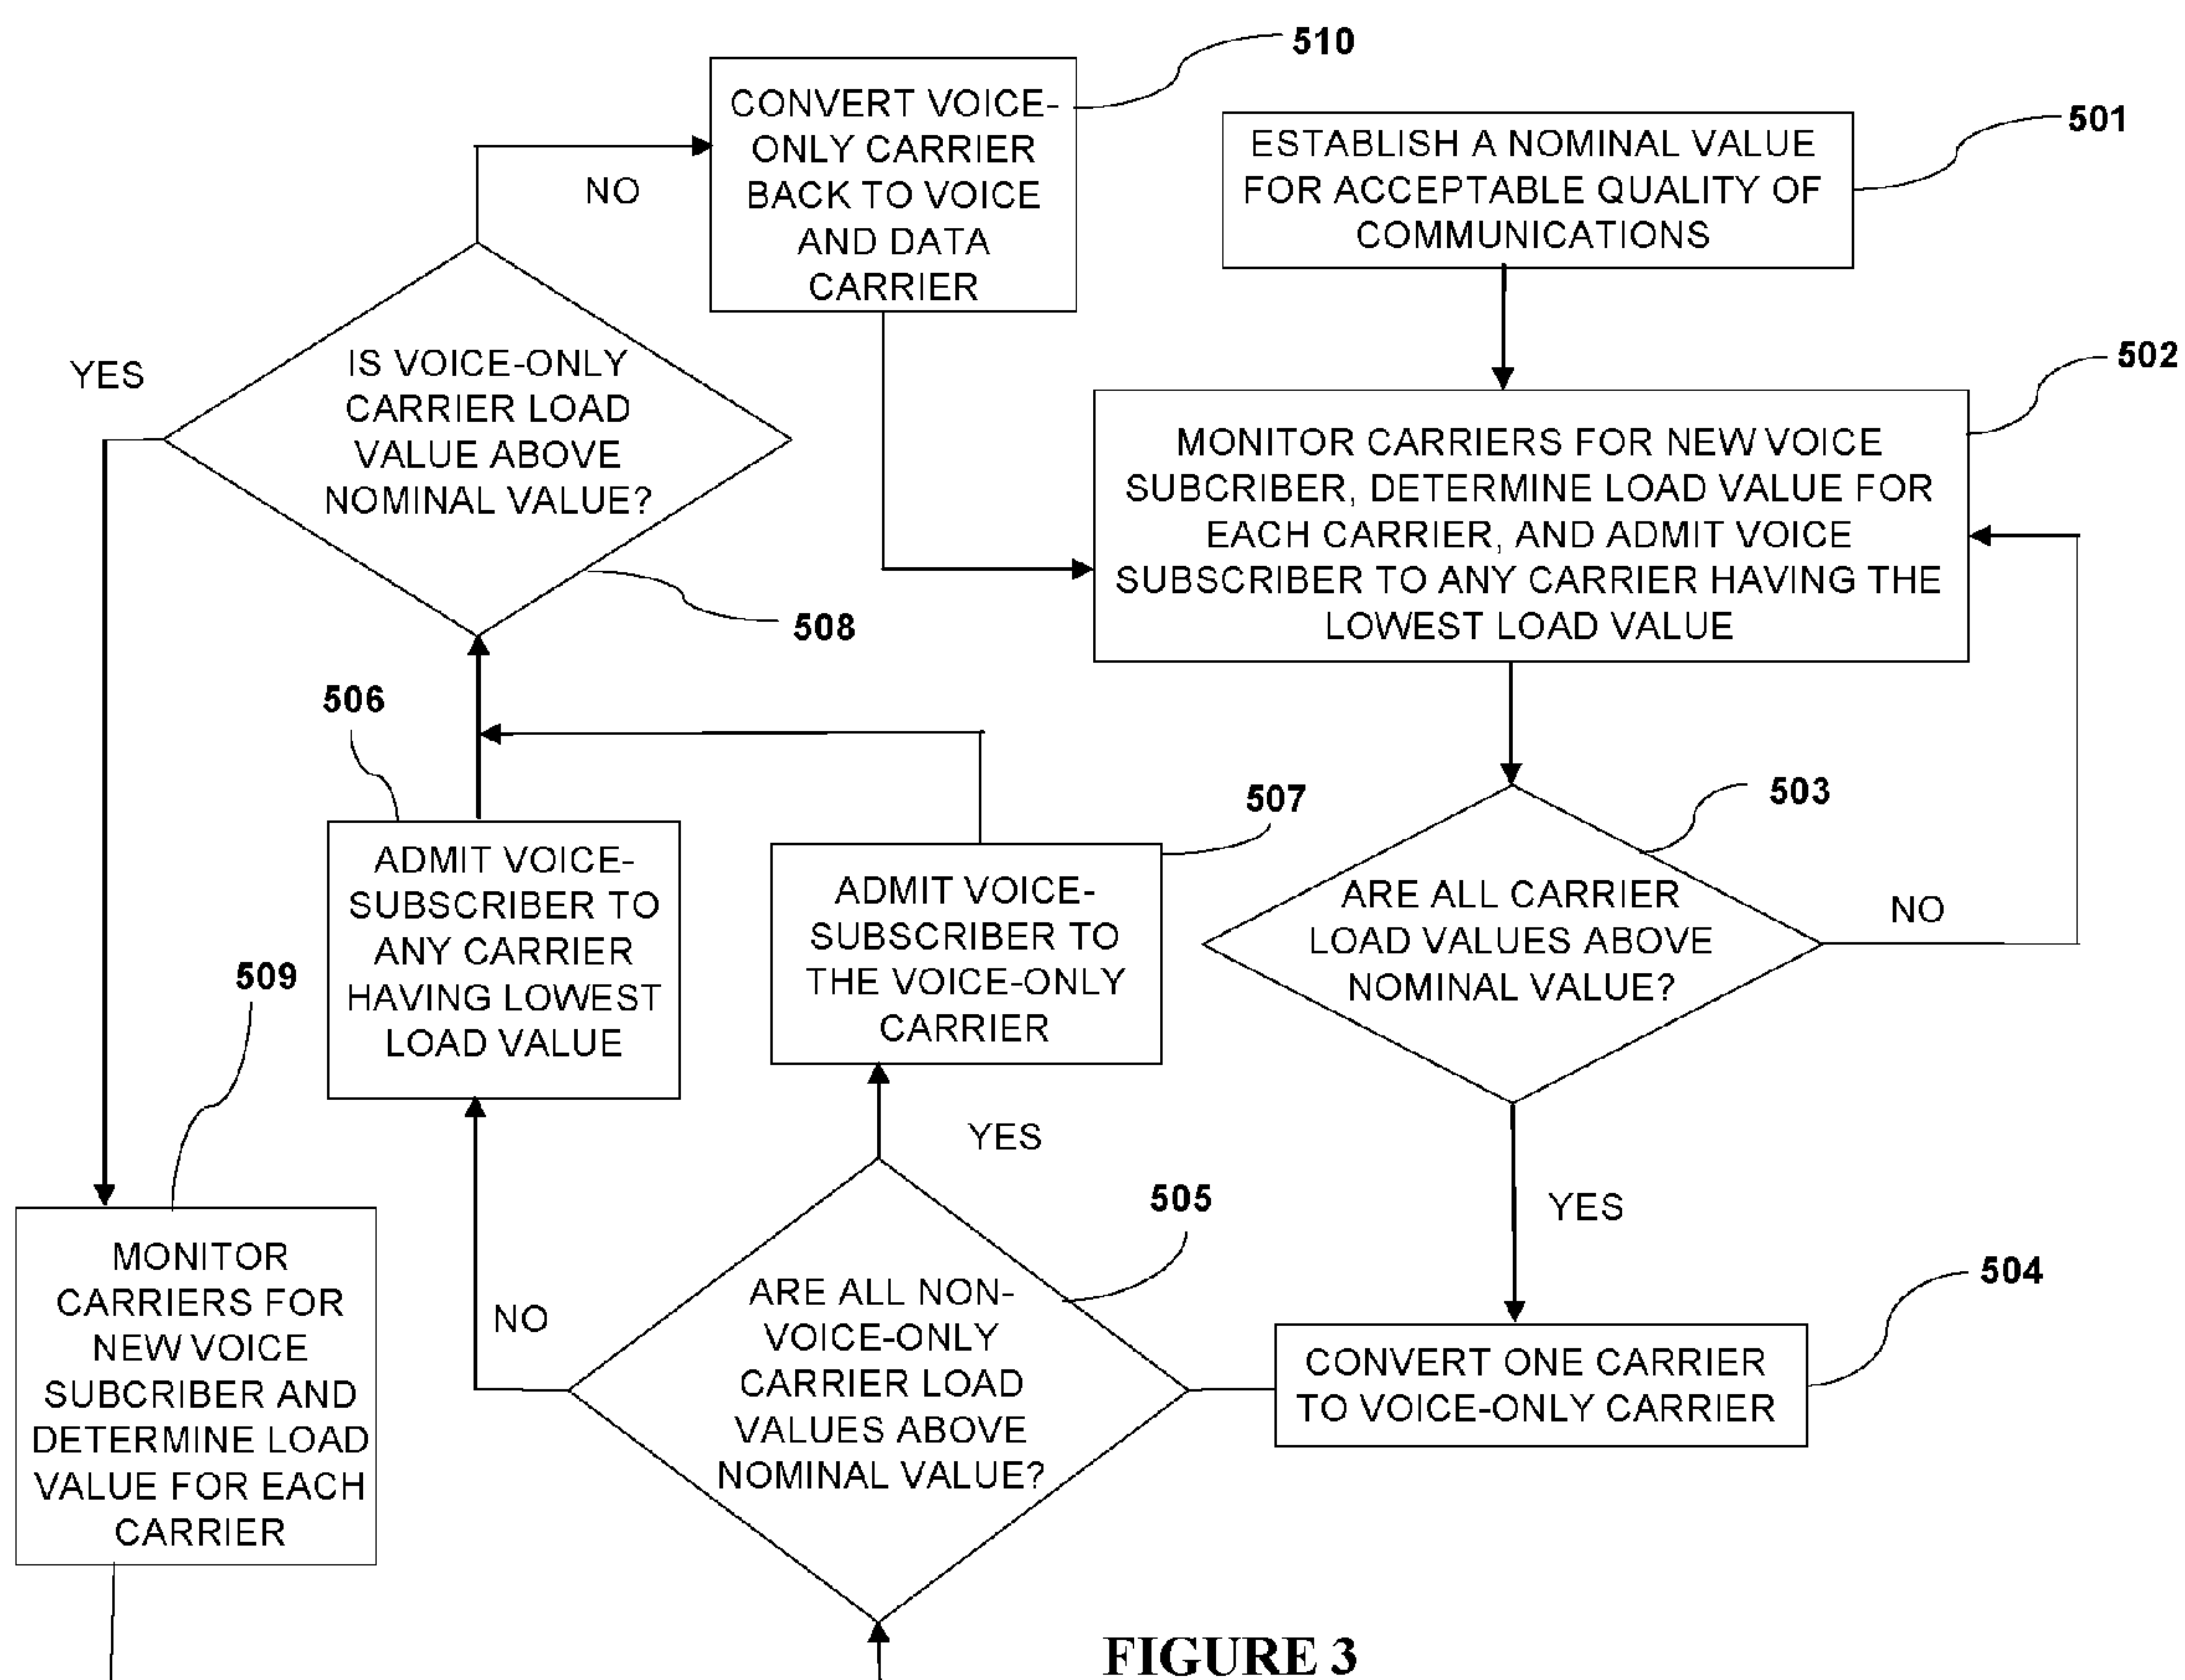 510
CONVERT VOICE-
ONLY CARRIER
BACK TO VOICE
AND DATA
CARRIER
501
ESTABLISH A NOMINAL VALUE
FOR ACCEPTABLE QUALITY OF
COMMUNICATIONS
NO
YES
IS VOICE-ONLY
CARRIER LOAD
VALUE ABOVE
NOMINAL VALUE?
508
502
MONITOR CARRIERS FOR NEW VOICE
SUBCRIBER, DETERMINE LOAD VALUE FOR
EACH CARRIER, AND ADMIT VOICE
SUBSCRIBER TO ANY CARRIER HAVING THE
LOWEST LOAD VALUE
506
ADMIT VOICE-
SUBSCRIBER TO
ANY CARRIER
HAVING LOWEST
LOAD VALUE
507
ADMIT VOICE-
SUBSCRIBER TO
THE VOICE-ONLY
CARRIER
503
ARE ALL CARRIER
LOAD VALUES ABOVE
NOMINAL VALUE?
NO
YES
509
MONITOR
CARRIERS FOR
NEW VOICE
SUBCRIBER AND
DETERMINE LOAD
VALUE FOR EACH
CARRIER
NO
YES
505
ARE ALL NON-
VOICE-ONLY
CARRIER LOAD
VALUES ABOVE
NOMINAL VALUE?
504
CONVERT ONE CARRIER
TO VOICE-ONLY CARRIER
FIGURE 3